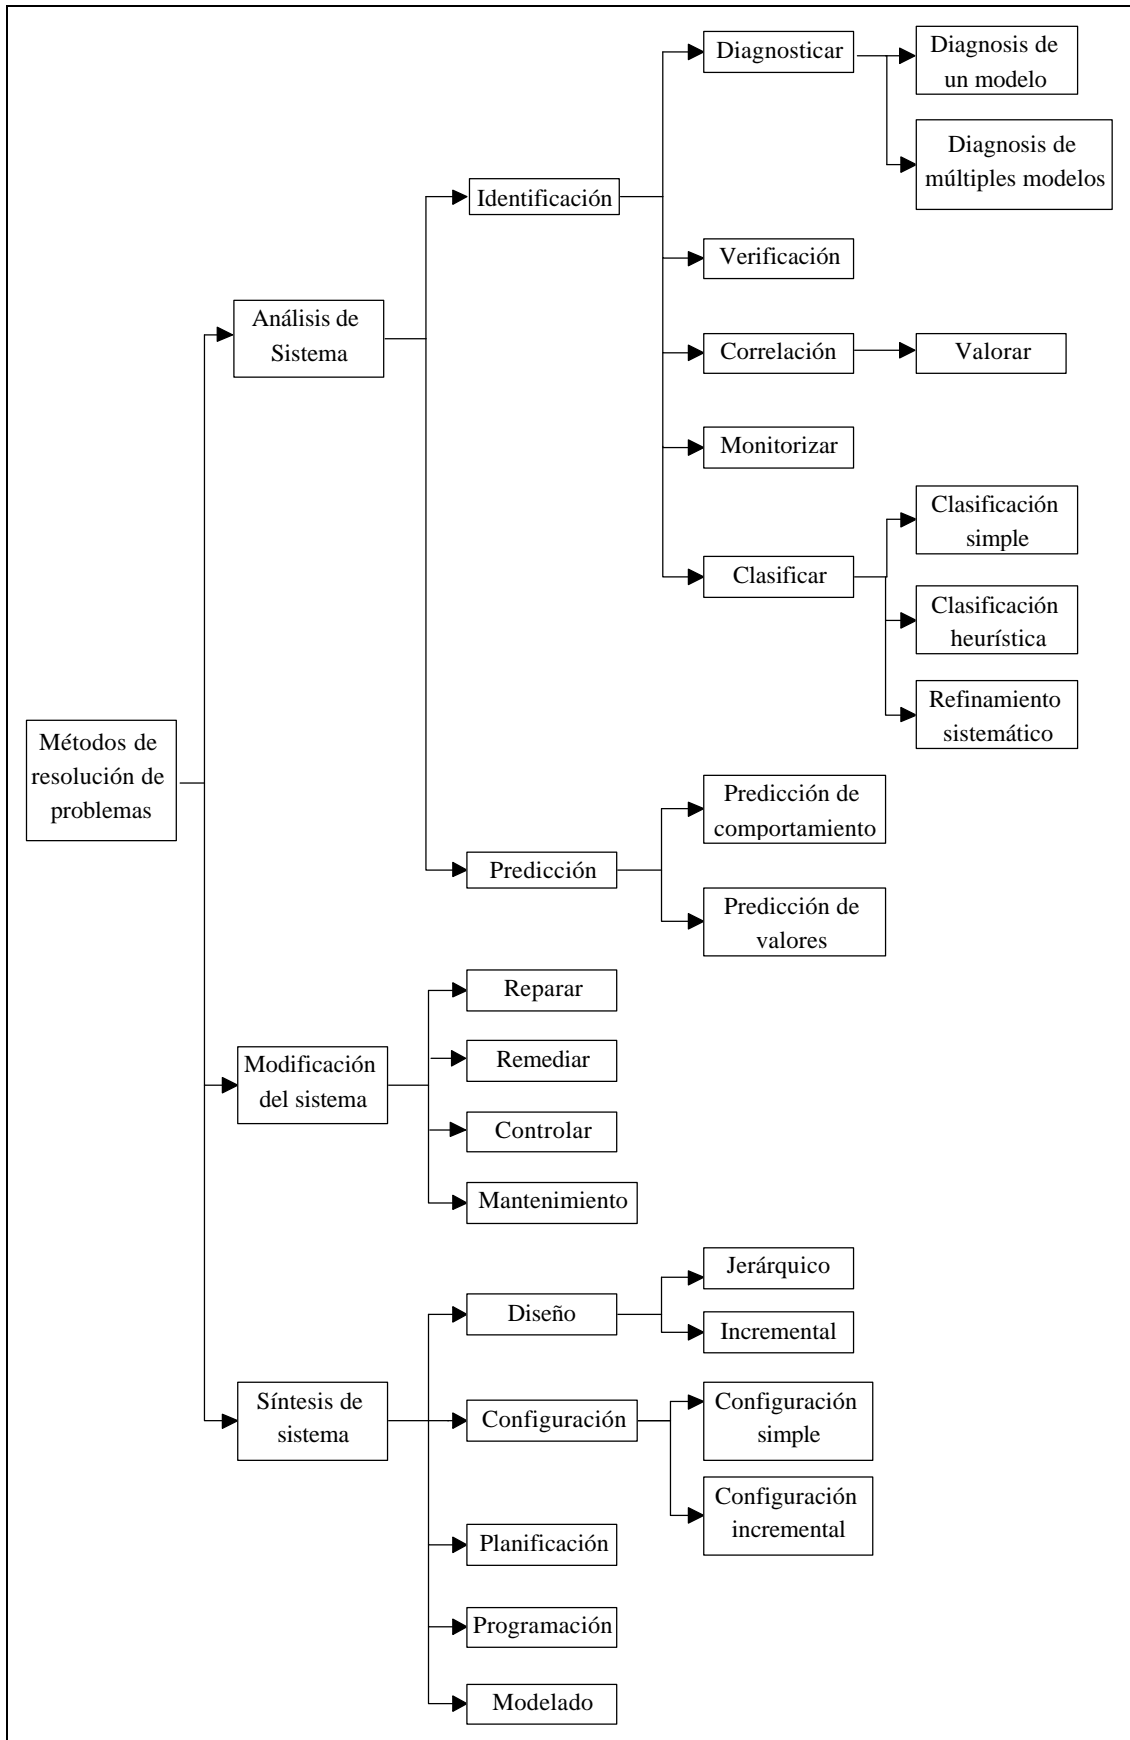 Métodos de
resolución de
problemas
Análisis de
Sistema
Identificación
Diagnosticar
Diagnosis de
un modelo
Diagnosis de
múltiples modelos
Verificación
Correlación
Valorar
Monitorizar
Clasificar
Clasificación
simple
Clasificación
heurística
Refinamiento
sistemático
Predicción
Predicción de
comportamiento
Predicción de
valores
Modificación
del sistema
Reparar
Remediar
Controlar
Mantenimiento
Síntesis de
sistema
Diseño
Jerárquico
Incremental
Configuración
Configuración
simple
Configuración
incremental
Planificación
Programación
Modelado